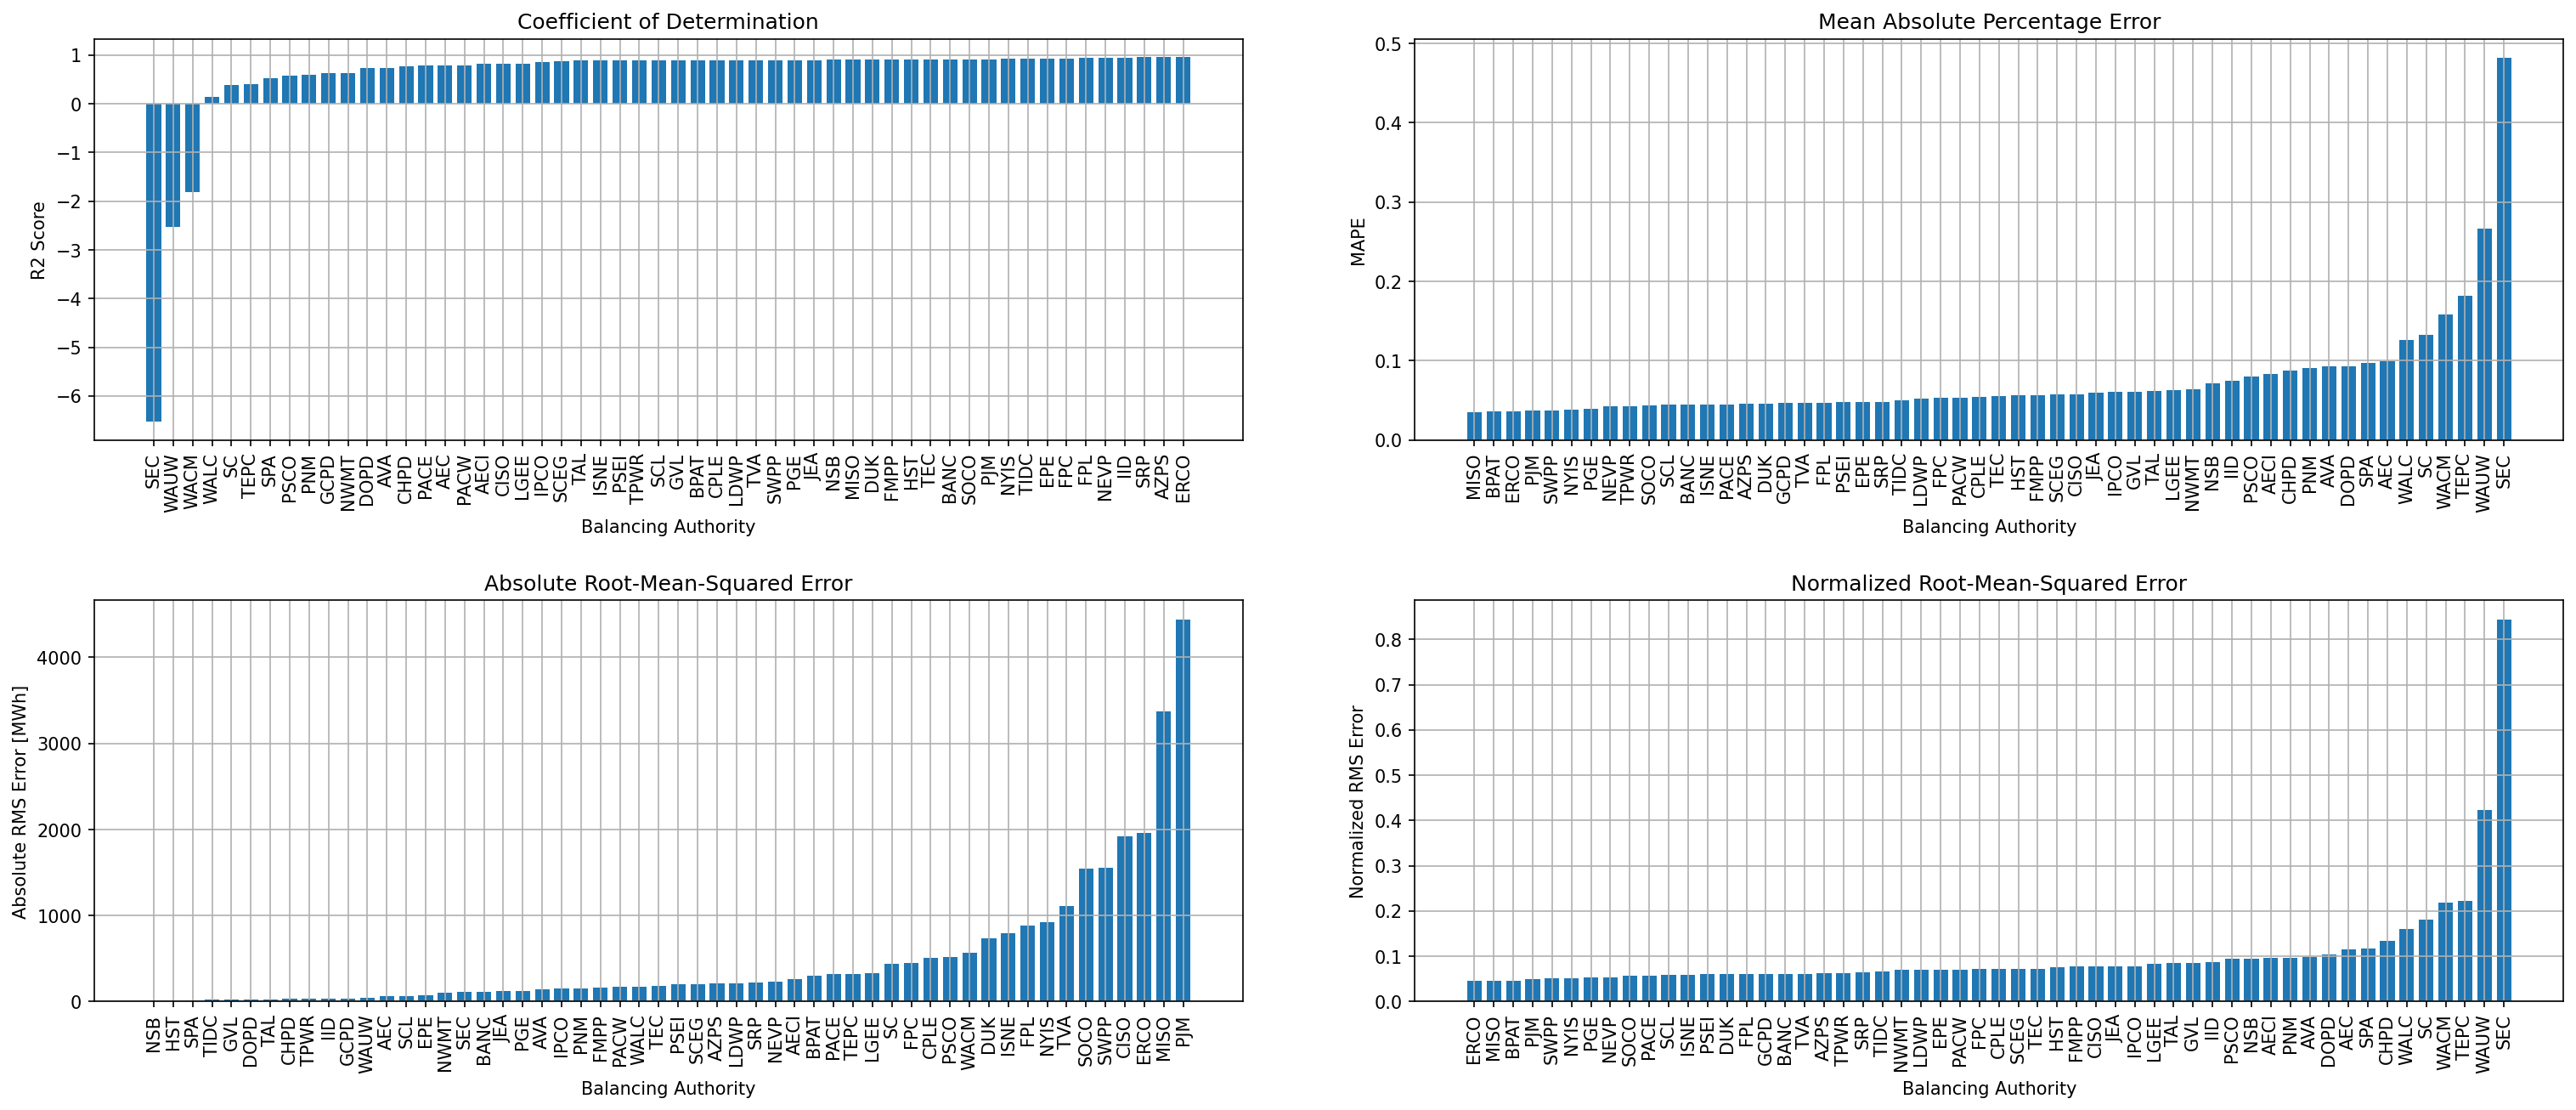 Coefficient of Determination
R2 Score
1
0
−1
−2
−3
−4
−5
−6
SEC WAUW WACM WALC SC TEPC SPA PSCO PNM GCPD NWMT DOPD AVA CHPD PACE AEC PACW AECI CISO LGEE IPCO SCEG TAL ISNE PSEI TPWR SCL GVL BPAT CPLE LDWP TVA SWPP PGE JEA NSB MISO DUK FMPP HST TEC BANC SOCO PJM NYIS TIDC EPE FPC FPL NEVP IID SRP AZPS ERCO
Balancing Authority
Mean Absolute Percentage Error
MAPE
0.5
0.4
0.3
0.2
0.1
0.0
MISO BPAT ERCO PJM SWPP NYIS PGE NEVP TPWR SOCO SCL BANC ISNE PACE AZPS DUK GCPD TVA FPL PSEI EPE SRP TIDC LDWP FPC PACW CPLE TEC HST FMPP SCEG CISO JEA IPCO GVL TAL LGEE NWMT NSB IID PSCO AECI CHPD PNM AVA DOPD SPA AEC WALC SC WACM TEPC WAUW SEC
Balancing Authority
Absolute Root-Mean-Squared Error
Absolute RMS Error [MWh]
4000
3000
2000
1000
0
NSB HST SPA TIDC GVL DOPD TAL CHPD TPWR IID GCPD WAUW AEC SCL EPE NWMT SEC BANC JEA PGE AVA IPCO PNM FMPP PACW WALC TEC PSEI SCEG AZPS LDWP SRP NEVP AECI BPAT PACE TEPC LGEE SC FPC CPLE PSCO WACM DUK ISNE FPL NYIS TVA SOCO SWPP CISO ERCO MISO PJM
Balancing Authority
Normalized Root-Mean-Squared Error
Normalized RMS Error
0.8
0.7
0.6
0.5
0.4
0.3
0.2
0.1
0.0
ERCO MISO BPAT PJM SWPP NYIS PGE NEVP SOCO PACE SCL ISNE PSEI DUK FPL GCPD BANC TVA AZPS TPWR SRP TIDC NWMT LDWP EPE PACW FPC CPLE SCEG TEC HST FMPP CISO JEA IPCO LGEE TAL GVL IID PSCO NSB AECI PNM AVA DOPD AEC SPA CHPD WALC SC WACM TEPC WAUW SEC
Balancing Authority